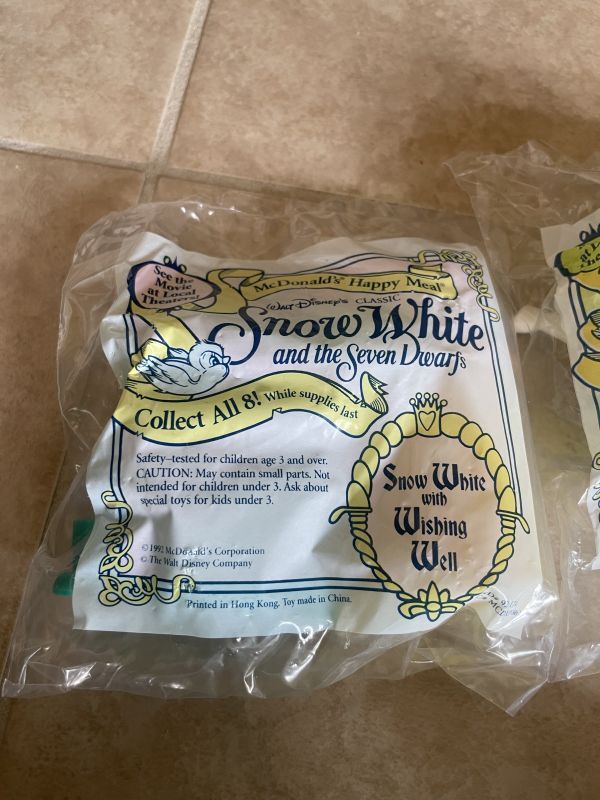 See the
Movie
at Local
Theaters!
McDonald's Happy Meal
Walt Disney's CLASSIC
Snow White
and the Seven Dwarfs
Collect All 8! While supplies last
Safety-tested for children age 3 and over.
CAUTION: May contain small parts. Not
intended for children under 3. Ask about
special toys for kids under 3.
Snow White
with
Wishing
Well
© 1992 McDonald's Corporation
© The Walt Disney Company
Printed in Hong Kong. Toy made in China.